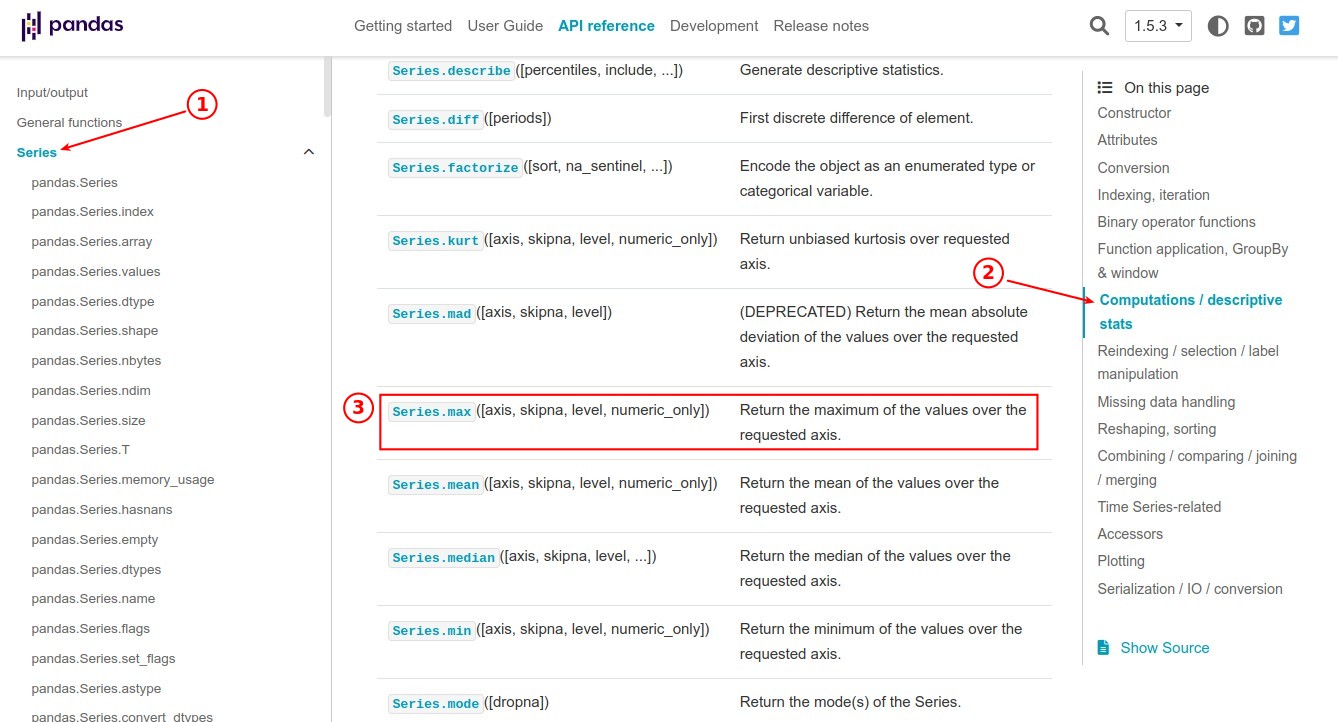 pandas
Getting started User Guide API reference Development Release notes
1.5.3
Input/output
General functions
1
Series
pandas.Series
pandas.Series.index
pandas.Series.array
pandas.Series.values
pandas.Series.dtype
pandas.Series.shape
pandas.Series.nbytes
pandas.Series.ndim
pandas.Series.size
pandas.Series.T
pandas.Series.memory_usage
pandas.Series.hasnans
pandas.Series.empty
pandas.Series.dtypes
pandas.Series.name
pandas.Series.flags
pandas.Series.set_flags
pandas.Series.astype
pandas.Series.convert_dtypes
Series.describe([percentiles, include, ...]) Generate descriptive statistics.
Series.diff([periods]) First discrete difference of element.
Series.factorize([sort, na_sentinel, ...]) Encode the object as an enumerated type or
categorical variable.
Series.kurt([axis, skipna, level, numeric_only]) Return unbiased kurtosis over requested
axis.
Series.mad([axis, skipna, level]) (DEPRECATED) Return the mean absolute
deviation of the values over the requested
axis.
3
Series.max([axis, skipna, level, numeric_only]) Return the maximum of the values over the
requested axis.
Series.mean([axis, skipna, level, numeric_only]) Return the mean of the values over the
requested axis.
Series.median([axis, skipna, level, ...]) Return the median of the values over the
requested axis.
Series.min([axis, skipna, level, numeric_only]) Return the minimum of the values over the
requested axis.
Series.mode([dropna]) Return the mode(s) of the Series.
On this page
Constructor
Attributes
Conversion
Indexing, iteration
Binary operator functions
Function application, GroupBy
& window
2
Computations / descriptive
stats
Reindexing / selection / label
manipulation
Missing data handling
Reshaping, sorting
Combining / comparing / joining
/ merging
Time Series-related
Accessors
Plotting
Serialization / IO / conversion
Show Source